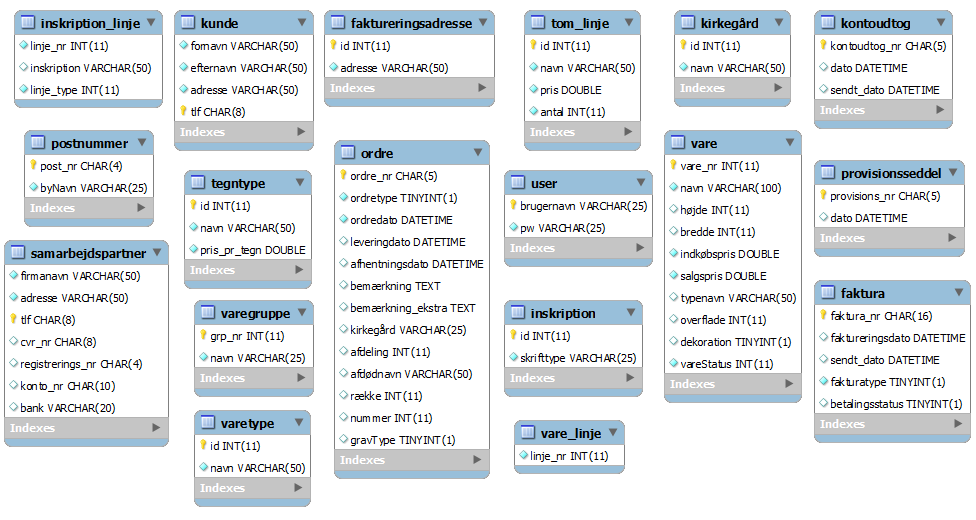 inskription_linje
linje_nr INT(11)
inskription VARCHAR(50)
linje_type INT(11)
kunde
fornavn VARCHAR(50)
efternavn VARCHAR(50)
adresse VARCHAR(50)
tlf CHAR(8)
Indexes
faktureringsadresse
id INT(11)
adresse VARCHAR(50)
Indexes
tom_linje
id INT(11)
navn VARCHAR(50)
pris DOUBLE
antal INT(11)
Indexes
kirkegård
id INT(11)
navn VARCHAR(50)
Indexes
kontoudtog
kontoudtog_nr CHAR(5)
dato DATETIME
sendt_dato DATETIME
Indexes
postnummer
post_nr CHAR(4)
byNavn VARCHAR(25)
Indexes
tegntype
id INT(11)
navn VARCHAR(50)
pris_pr_tegn DOUBLE
Indexes
ordre
ordre_nr CHAR(5)
ordretype TINYINT(1)
ordredato DATETIME
leveringdato DATETIME
afhentningsdato DATETIME
bemærkning TEXT
bemærkning_ekstra TEXT
kirkegård VARCHAR(25)
afdeling INT(11)
afdødnavn VARCHAR(50)
række INT(11)
nummer INT(11)
gravType TINYINT(1)
Indexes
user
brugernavn VARCHAR(25)
pw VARCHAR(25)
Indexes
vare
vare_nr INT(11)
navn VARCHAR(100)
højde INT(11)
bredde INT(11)
indkøbspris DOUBLE
salgspris DOUBLE
typenavn VARCHAR(50)
overflade INT(11)
dekoration TINYINT(1)
vareStatus INT(11)
Indexes
provisionsseddel
provisions_nr CHAR(5)
dato DATETIME
Indexes
samarbejdspartner
firmanavn VARCHAR(50)
adresse VARCHAR(50)
tlf CHAR(8)
cvr_nr CHAR(8)
registrerings_nr CHAR(4)
konto_nr CHAR(10)
bank VARCHAR(20)
Indexes
varegruppe
grp_nr INT(11)
navn VARCHAR(25)
Indexes
inskription
id INT(11)
skrifttype VARCHAR(25)
Indexes
faktura
faktura_nr CHAR(16)
faktureringsdato DATETIME
sendt_dato DATETIME
fakturatype TINYINT(1)
betalingsstatus TINYINT(1)
Indexes
varetype
id INT(11)
navn VARCHAR(50)
Indexes
vare_linje
linje_nr INT(11)